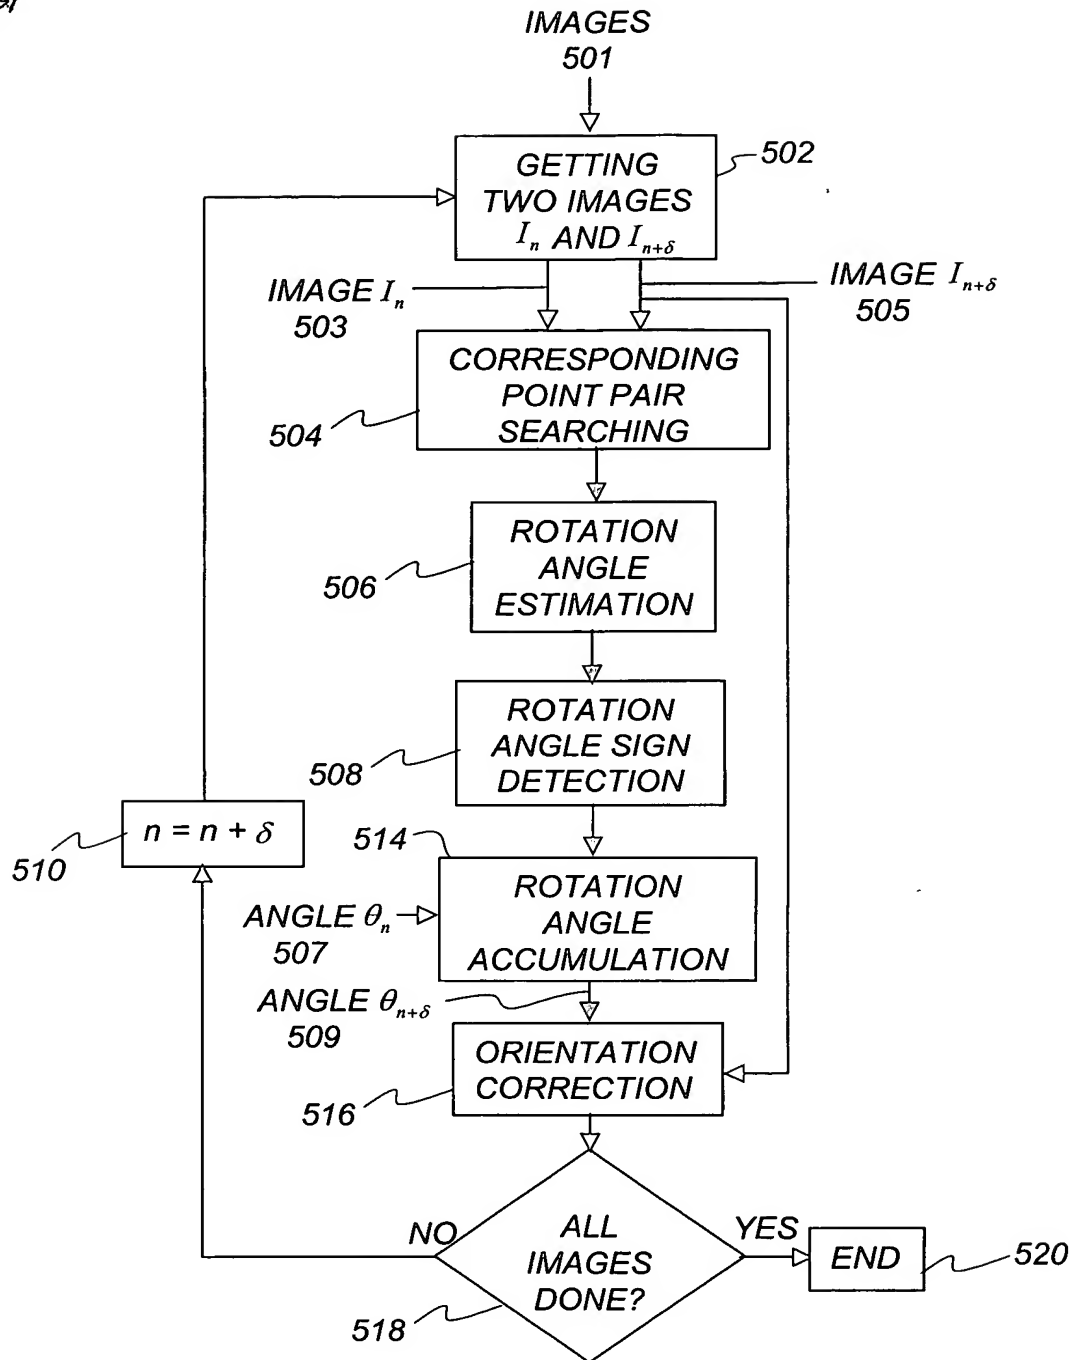 IMAGES
501
GETTING
TWO IMAGES
Iₙ AND Iₙ₊δ
502
IMAGE Iₙ
503
IMAGE Iₙ₊δ
505
CORRESPONDING
POINT PAIR
SEARCHING
504
ROTATION
ANGLE
ESTIMATION
506
ROTATION
ANGLE SIGN
DETECTION
508
n = n + δ
510
514
ROTATION
ANGLE
ACCUMULATION
ANGLE θₙ
507
ANGLE θₙ₊δ
509
ORIENTATION
CORRECTION
516
NO
ALL
IMAGES
DONE?
YES
END
520
518